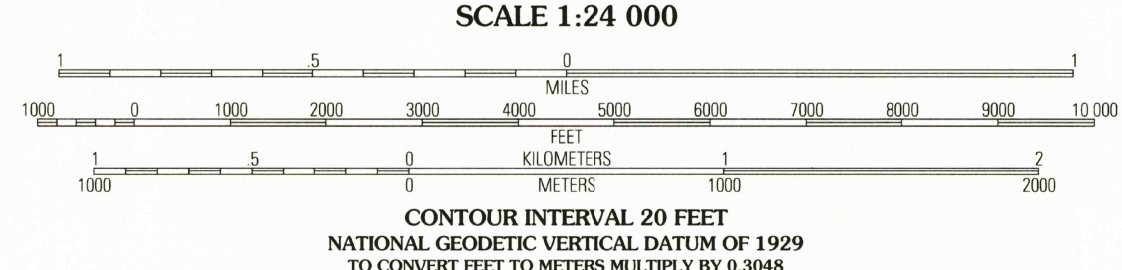 SCALE 1:24 000
1 .5 0 1
MILES
1000 0 1000 2000 3000 4000 5000 6000 7000 8000 9000 10 000
FEET
1 .5 0 KILOMETERS 1 2
1000 0 METERS 1000 2000
CONTOUR INTERVAL 20 FEET
NATIONAL GEODETIC VERTICAL DATUM OF 1929
TO CONVERT FEET TO METERS MULTIPLY BY 0.3048